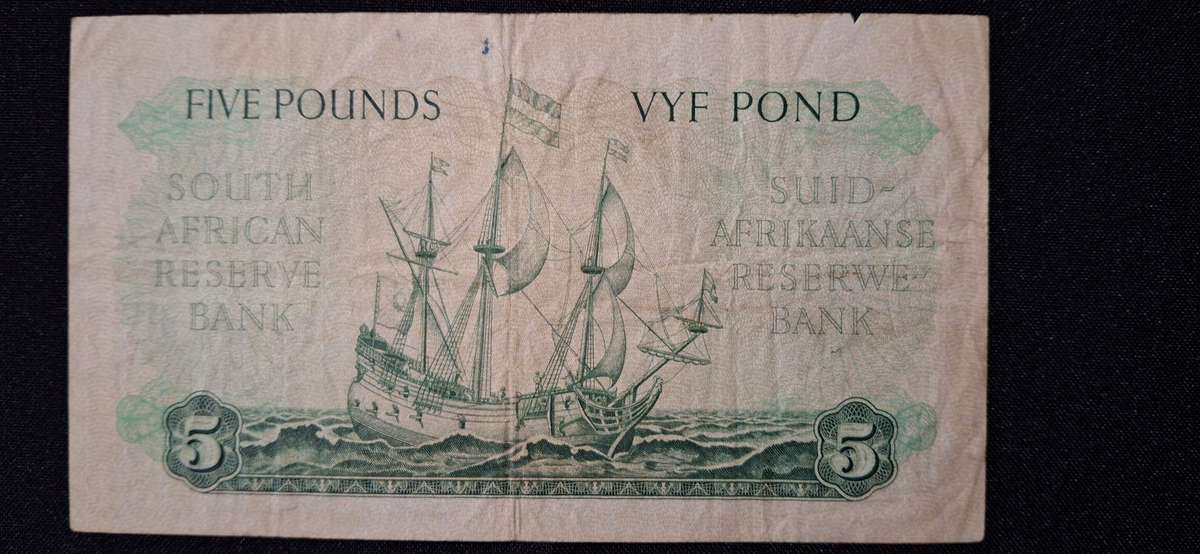 FIVE POUNDS
VYF POND
SOUTH
AFRICAN
RESERVE
BANK
SUID-
AFRIKAANSE
RESERWE-
BANK
5
5